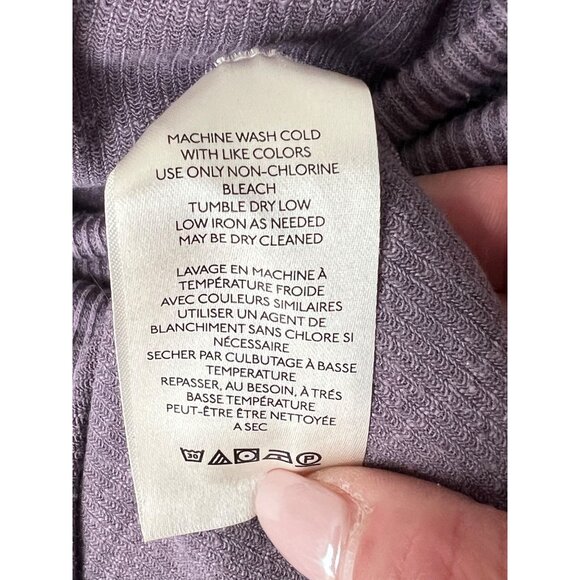 MACHINE WASH COLD
WITH LIKE COLORS
USE ONLY NON-CHLORINE
BLEACH
TUMBLE DRY LOW
LOW IRON AS NEEDED
MAY BE DRY CLEANED
LAVAGE EN MACHINE À
TEMPÉRATURE FROIDE
AVEC COULEURS SIMILAIRES
UTILISER UN AGENT DE
BLANCHIMENT SANS CHLORE SI
NÉCESSAIRE
SECHER PAR CULBUTAGE À BASSE
TEMPERATURE
REPASSER, AU BESOIN, À TRÉS
BASSE TEMPÉRATURE
PEUT-ÊTRE ÊTRE NETTOYÉE
A SEC
30 P